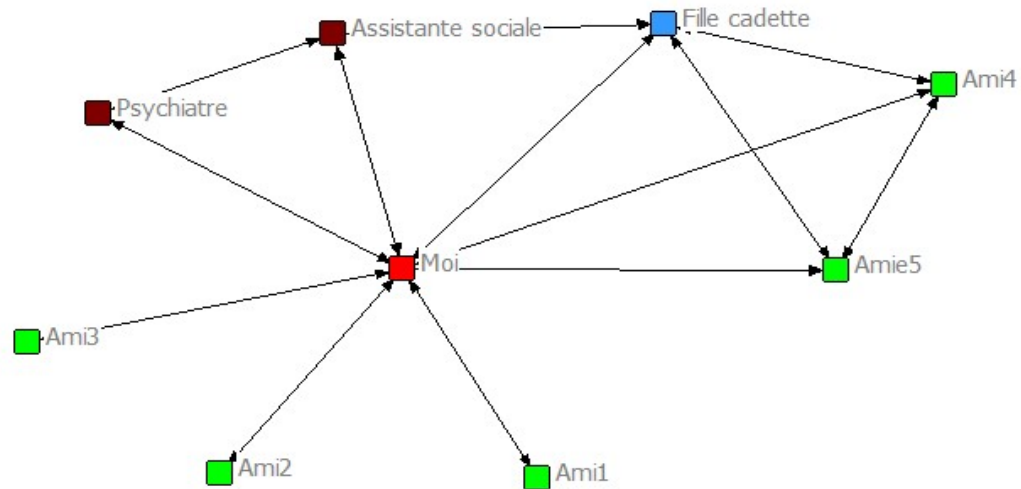 Assistante sociale
Fille cadette
Ami4
Psychiatre
Moi
Amie5
Ami3
Ami2
Ami1